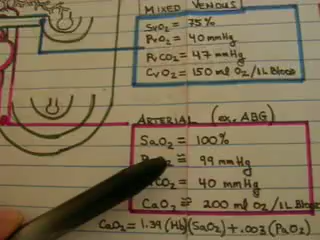 MIXED VENOUS
SvO2 = 75%
PvO2 = 40 mmHg
PvCO2 = 47 mmHg
CvO2 = 150 ml O2/1L Blood
ARTERIAL (ex. ABG)
SaO2 = 100%
= 99 mmHg
CO2 = 40 mmHg
CaO2 = 200 ml O2/1L Blood
CaO2 = 1.39(Hb)(SaO2)+.003(PaO2)